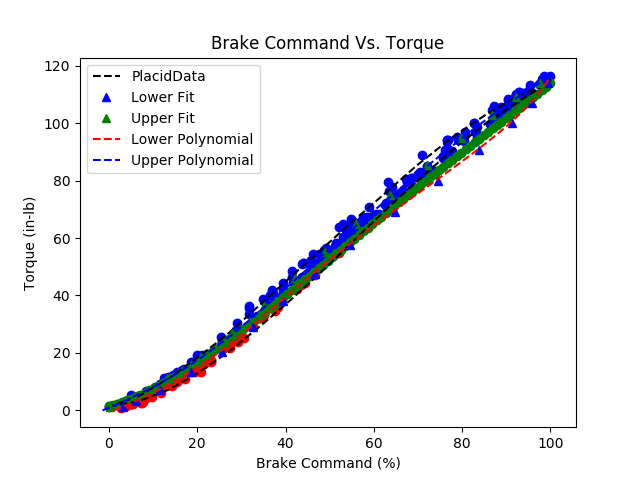 Brake Command Vs. Torque
PlacidData
Lower Fit
Upper Fit
Lower Polynomial
Upper Polynomial
Torque (in-lb)
120
100
80
60
40
20
0
0 20 40 60 80 100
Brake Command (%)